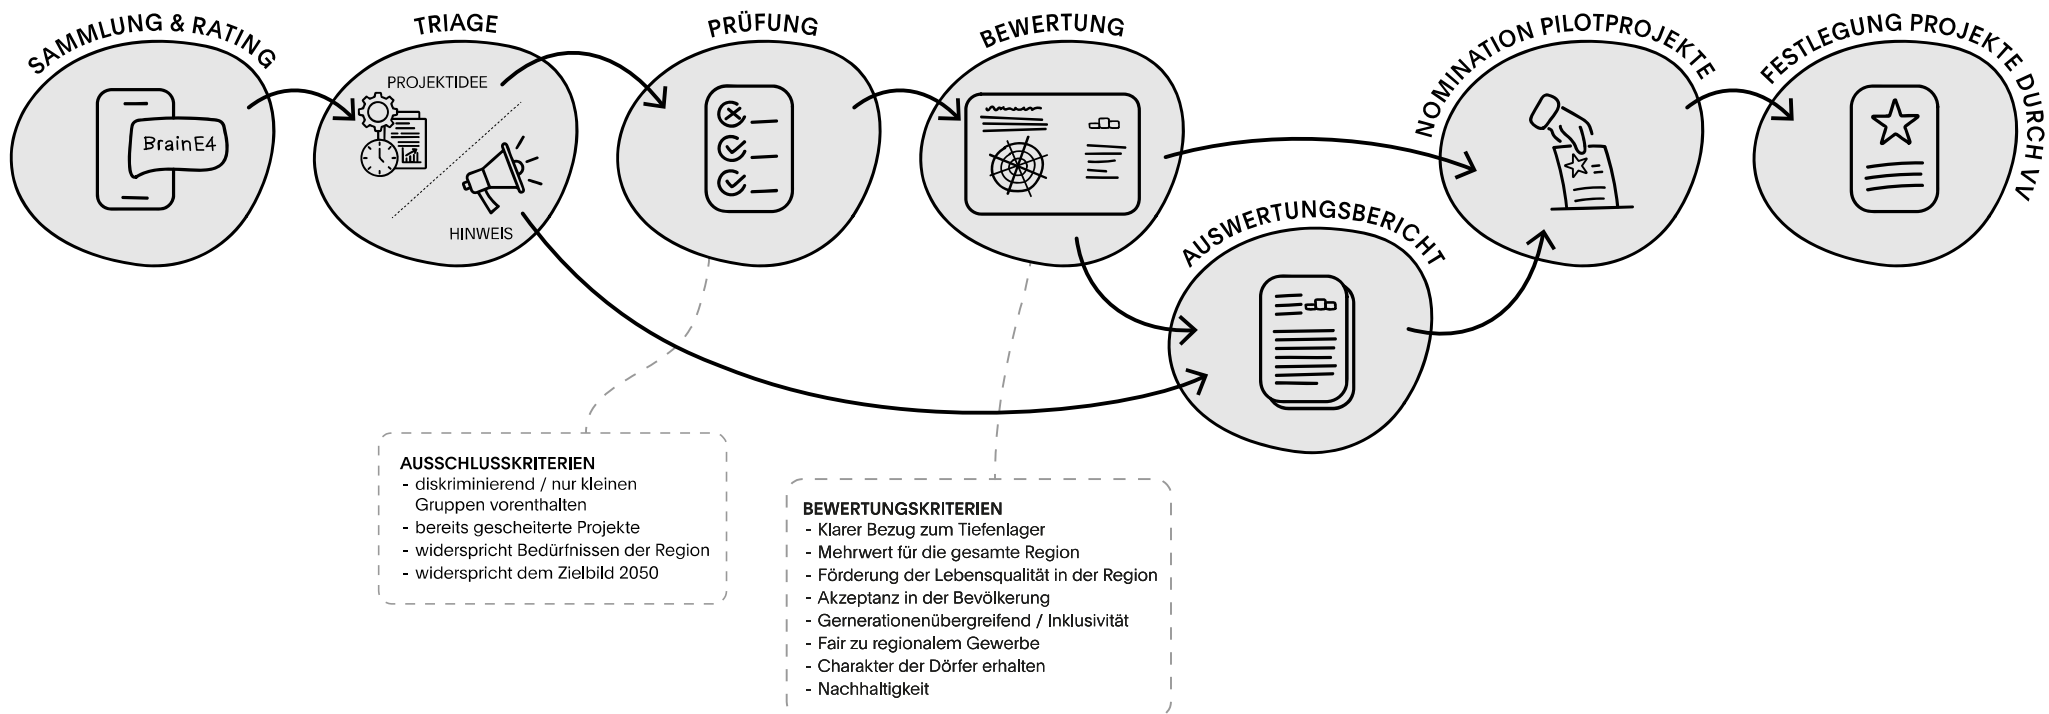 SAMMLUNG & RATING
BrainE4
TRIAGE
PROJEKTIDEE
HINWEIS
PRÜFUNG
BEWERTUNG
AUSWERTUNGSBERICHT
NOMINATION PILOTPROJEKTE
FESTLEGUNG PROJEKTE DURCH VV
AUSSCHLUSSKRITERIEN
- diskriminierend / nur kleinen
Gruppen vorenthalten
- bereits gescheiterte Projekte
- widerspricht Bedürfnissen der Region
- widerspricht dem Zielbild 2050
BEWERTUNGSKRITERIEN
- Klarer Bezug zum Tiefenlager
- Mehrwert für die gesamte Region
- Förderung der Lebensqualität in der Region
- Akzeptanz in der Bevölkerung
- Gernerationenübergreifend / Inklusivität
- Fair zu regionalem Gewerbe
- Charakter der Dörfer erhalten
- Nachhaltigkeit